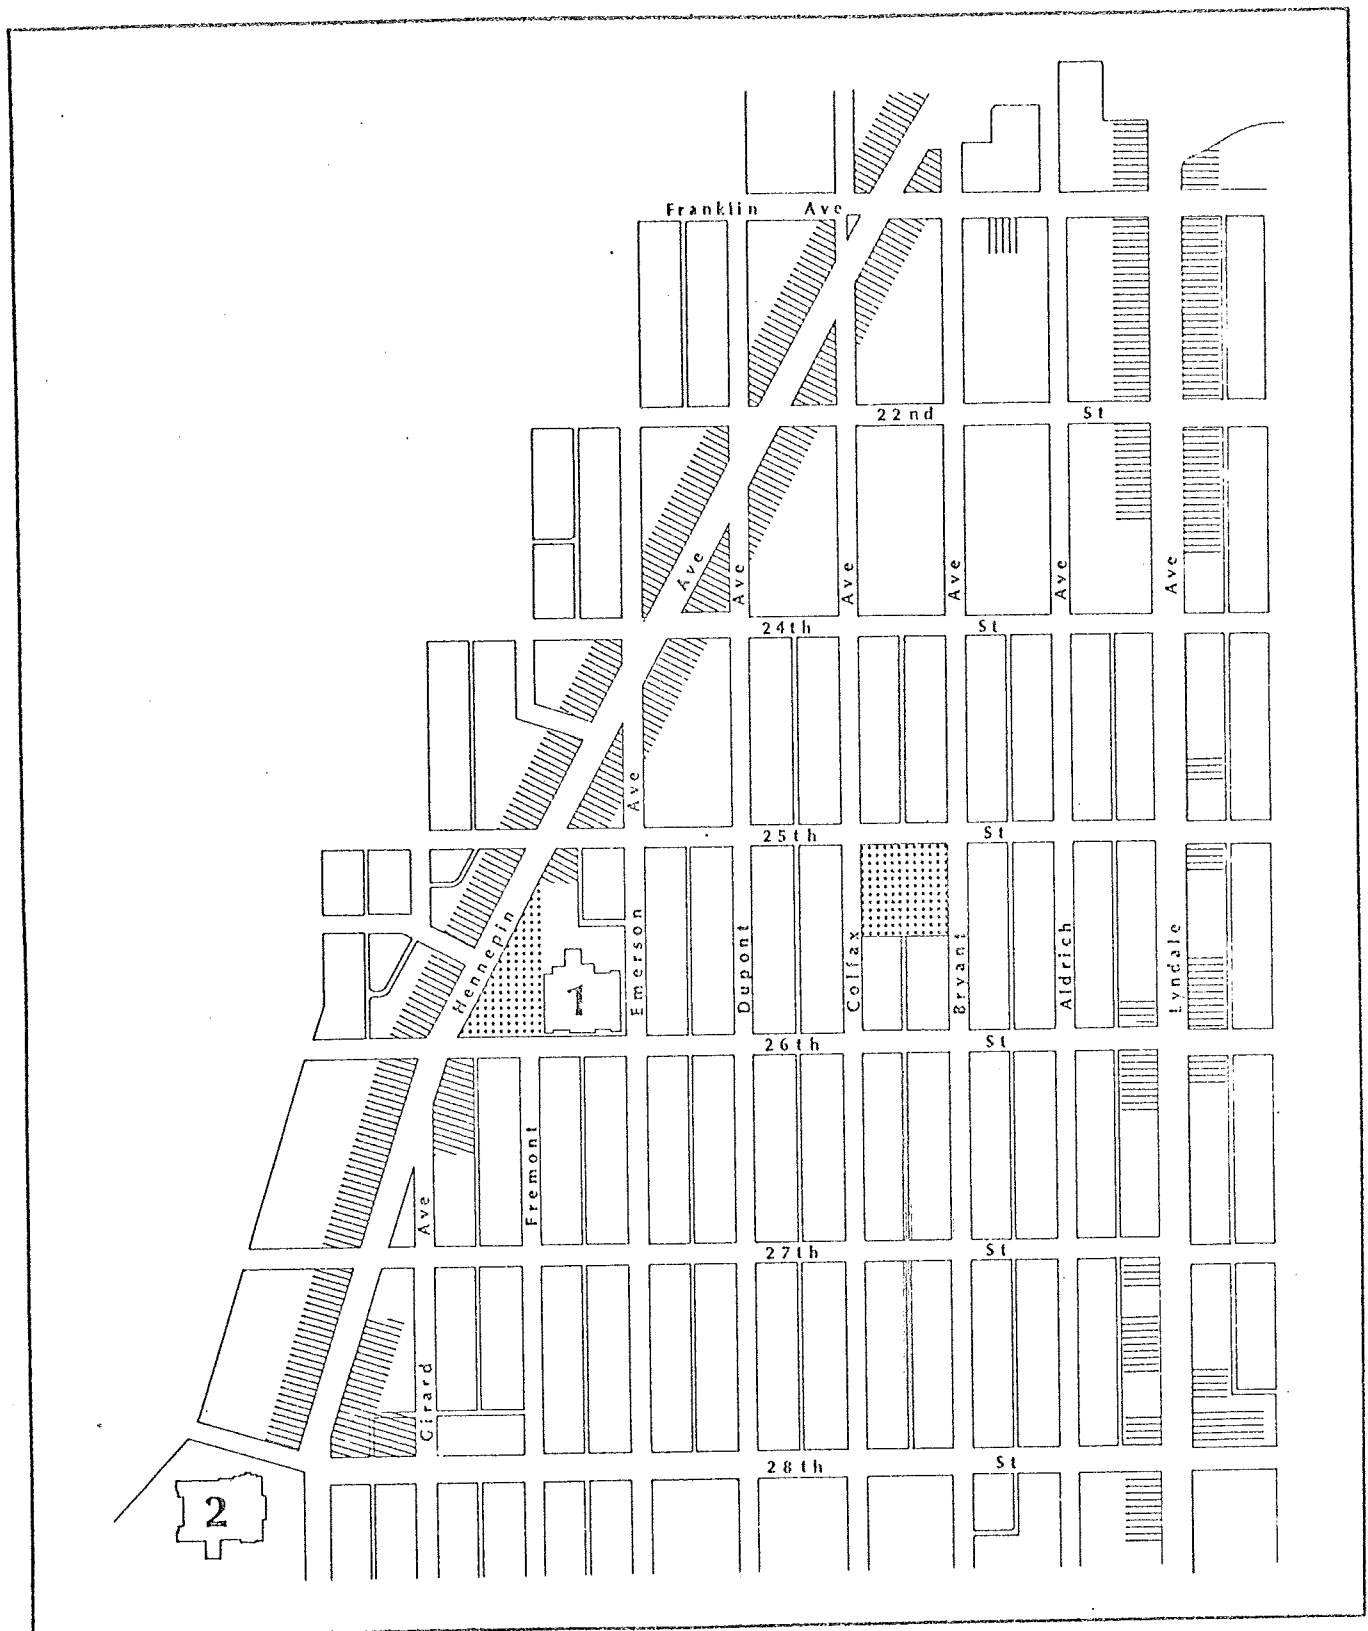 Franklin Ave
22nd St
Hennepin Ave
Ave
Ave
Ave
Ave
Ave
24th St
Ave
25th St
Emerson
Dupont
Colfax
Bryant
Aldrich
Lyndale
1
26th St
Fremont
Ave
27th St
Girard
28th St
2